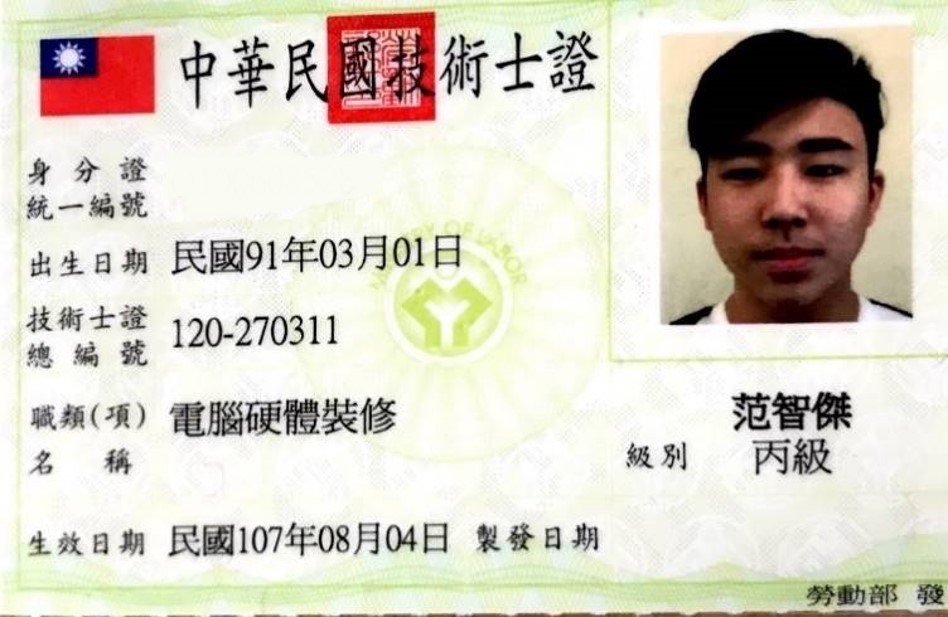 中華民國技術士證
身分證
統一編號
出生日期 民國91年03月01日
技術士證
總編號 120-270311
職類(項) 電腦硬體裝修
名稱
范智傑
級別 丙級
生效日期 民國107年08月04日 製發日期
勞動部 發
MINISTRY OF LABOR